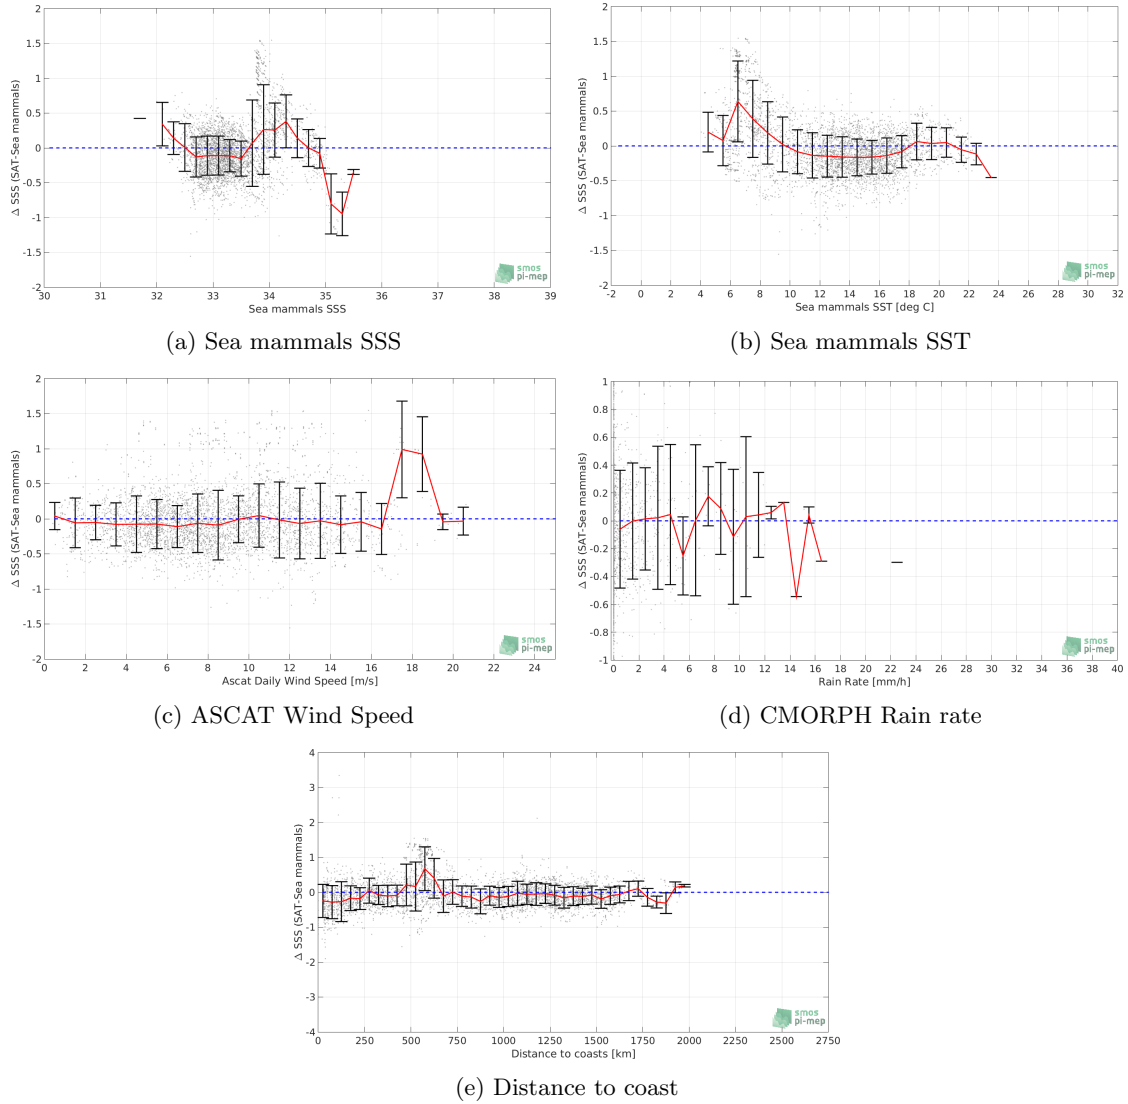 2
1.5
1
0.5
0
-0.5
-1
-1.5
-2
Δ SSS (SAT-Sea mammals)
30 31 32 33 34 35 36 37 38 39
Sea mammals SSS
smos
pi-mep
(a) Sea mammals SSS
2
1.5
1
0.5
0
-0.5
-1
-1.5
-2
Δ SSS (SAT-Sea mammals)
-2 0 2 4 6 8 10 12 14 16 18 20 22 24 26 28 30 32
Sea mammals SST [deg C]
smos
pi-mep
(b) Sea mammals SST
2
1.5
1
0.5
0
-0.5
-1
-1.5
-2
Δ SSS (SAT-Sea mammals)
0 2 4 6 8 10 12 14 16 18 20 22 24
Ascat Daily Wind Speed [m/s]
smos
pi-mep
(c) ASCAT Wind Speed
1
0.8
0.6
0.4
0.2
0
-0.2
-0.4
-0.6
-0.8
-1
Δ SSS (SAT-Sea mammals)
0 2 4 6 8 10 12 14 16 18 20 22 24 26 28 30 32 34 36 38 40
Rain Rate [mm/h]
smos
pi-mep
(d) CMORPH Rain rate
4
3
2
1
0
-1
-2
-3
-4
Δ SSS (SAT-Sea mammals)
0 250 500 750 1000 1250 1500 1750 2000 2250 2500 2750
Distance to coasts [km]
smos
pi-mep
(e) Distance to coast